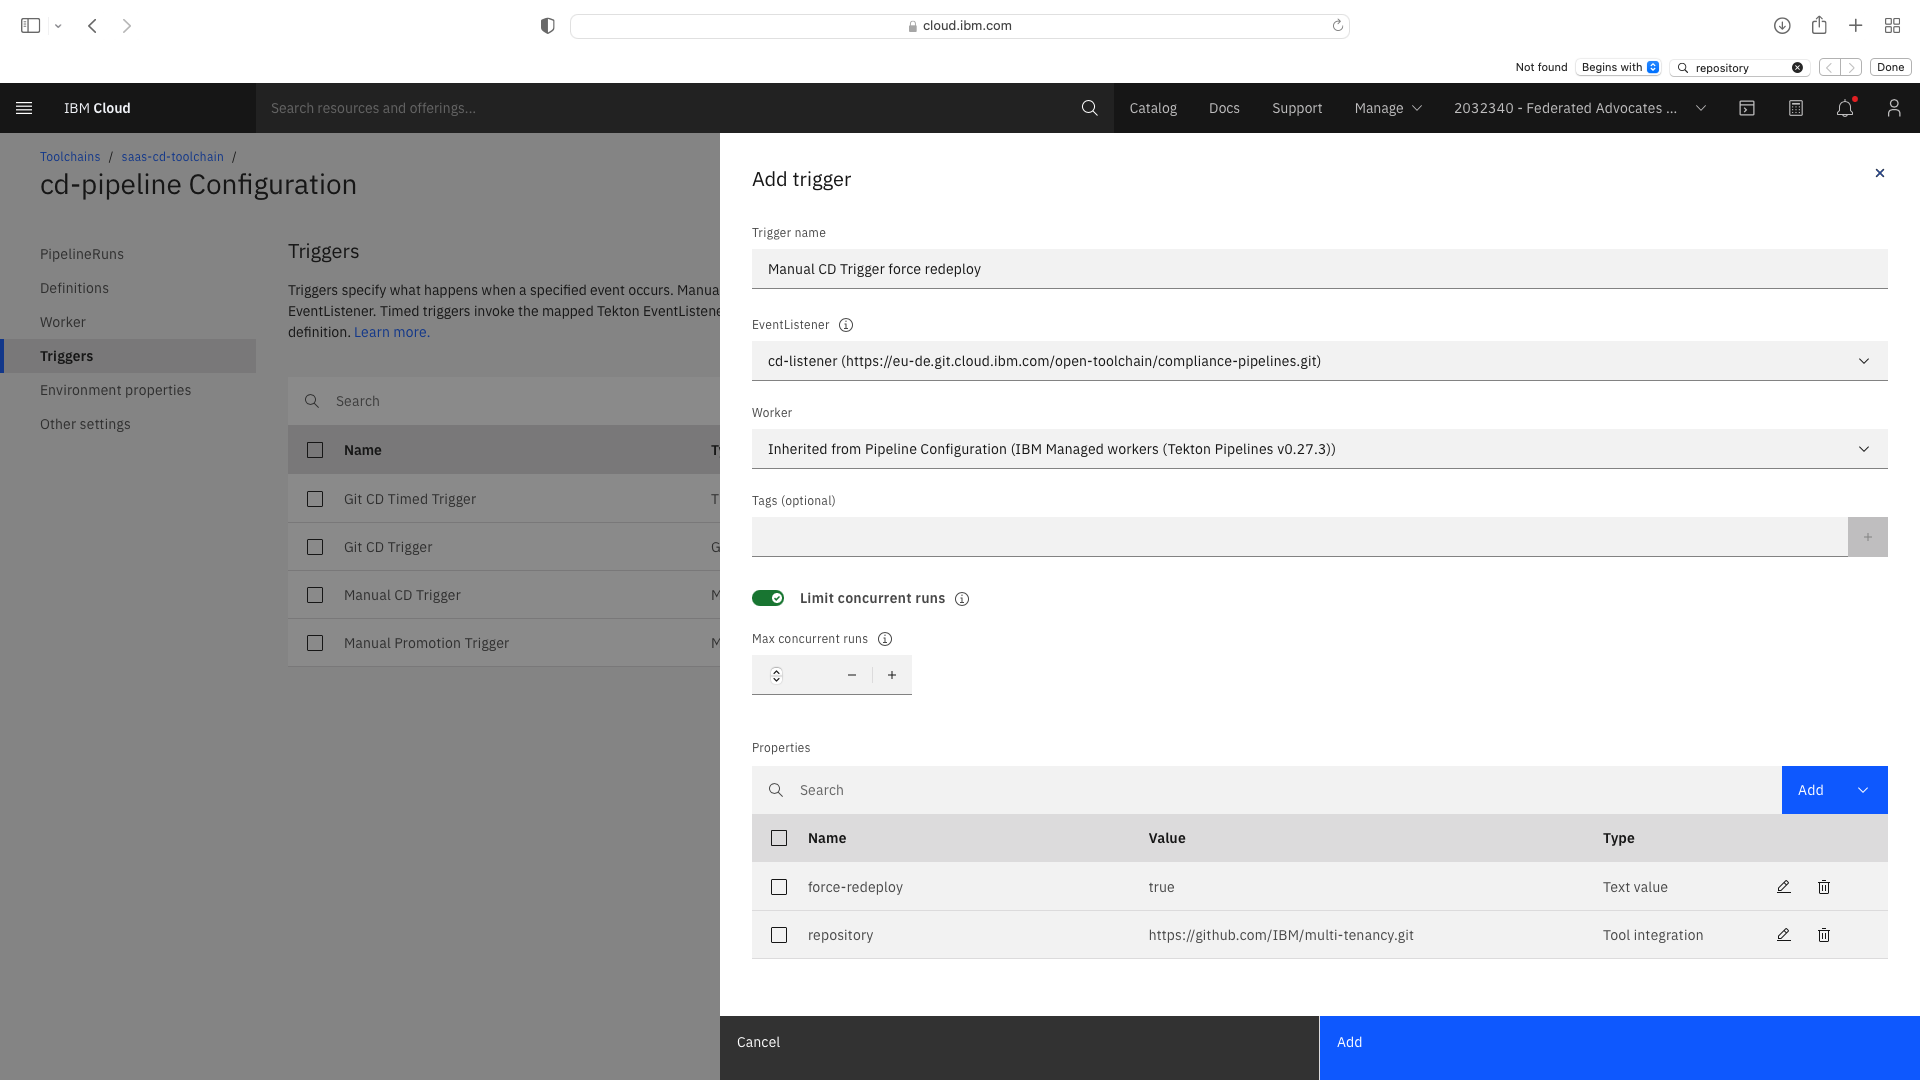 cloud.ibm.com
Not found
Begins with
repository
Done
IBM Cloud
Search resources and offerings...
Catalog
Docs
Support
Manage
2032340 - Federated Advocates ...
Toolchains / saas-cd-toolchain /
cd-pipeline Configuration
PipelineRuns
Definitions
Worker
Triggers
Environment properties
Other settings
Triggers
Triggers specify what happens when a specified event occurs. Manua
EventListener. Timed triggers invoke the mapped Tekton EventListene
definition. Learn more.
Search
Name
T
Git CD Timed Trigger
T
Git CD Trigger
G
Manual CD Trigger
M
Manual Promotion Trigger
M
Add trigger
Trigger name
Manual CD Trigger force redeploy
EventListener
cd-listener (https://eu-de.git.cloud.ibm.com/open-toolchain/compliance-pipelines.git)
Worker
Inherited from Pipeline Configuration (IBM Managed workers (Tekton Pipelines v0.27.3))
Tags (optional)
Limit concurrent runs
Max concurrent runs
Properties
Search
Add
Name Value Type
force-redeploy true Text value
repository https://github.com/IBM/multi-tenancy.git Tool integration
Cancel
Add